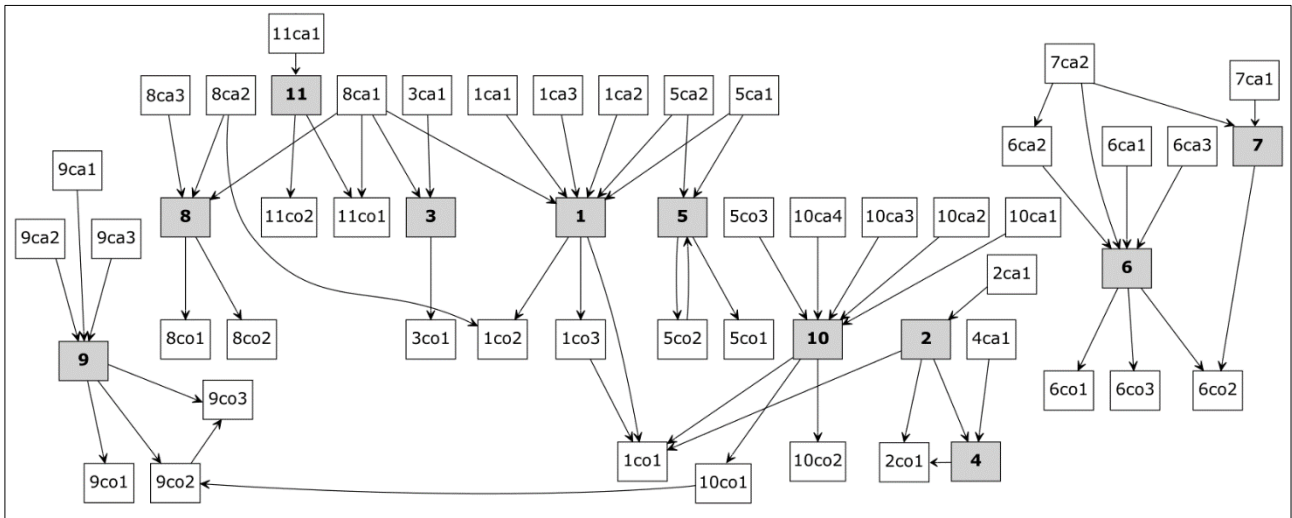 11ca1
7ca2
7ca1
8ca3
8ca2
11
8ca1
3ca1
1ca1
1ca3
1ca2
5ca2
5ca1
6ca2
6ca1
6ca3
7
9ca1
8
11co2
11co1
3
1
5
5co3
10ca4
10ca3
10ca2
10ca1
9ca2
9ca3
6
2ca1
8co1
8co2
3co1
1co2
1co3
5co2
5co1
10
2
4ca1
9
9co3
6co1
6co3
6co2
1co1
10co2
2co1
4
9co1
9co2
10co1